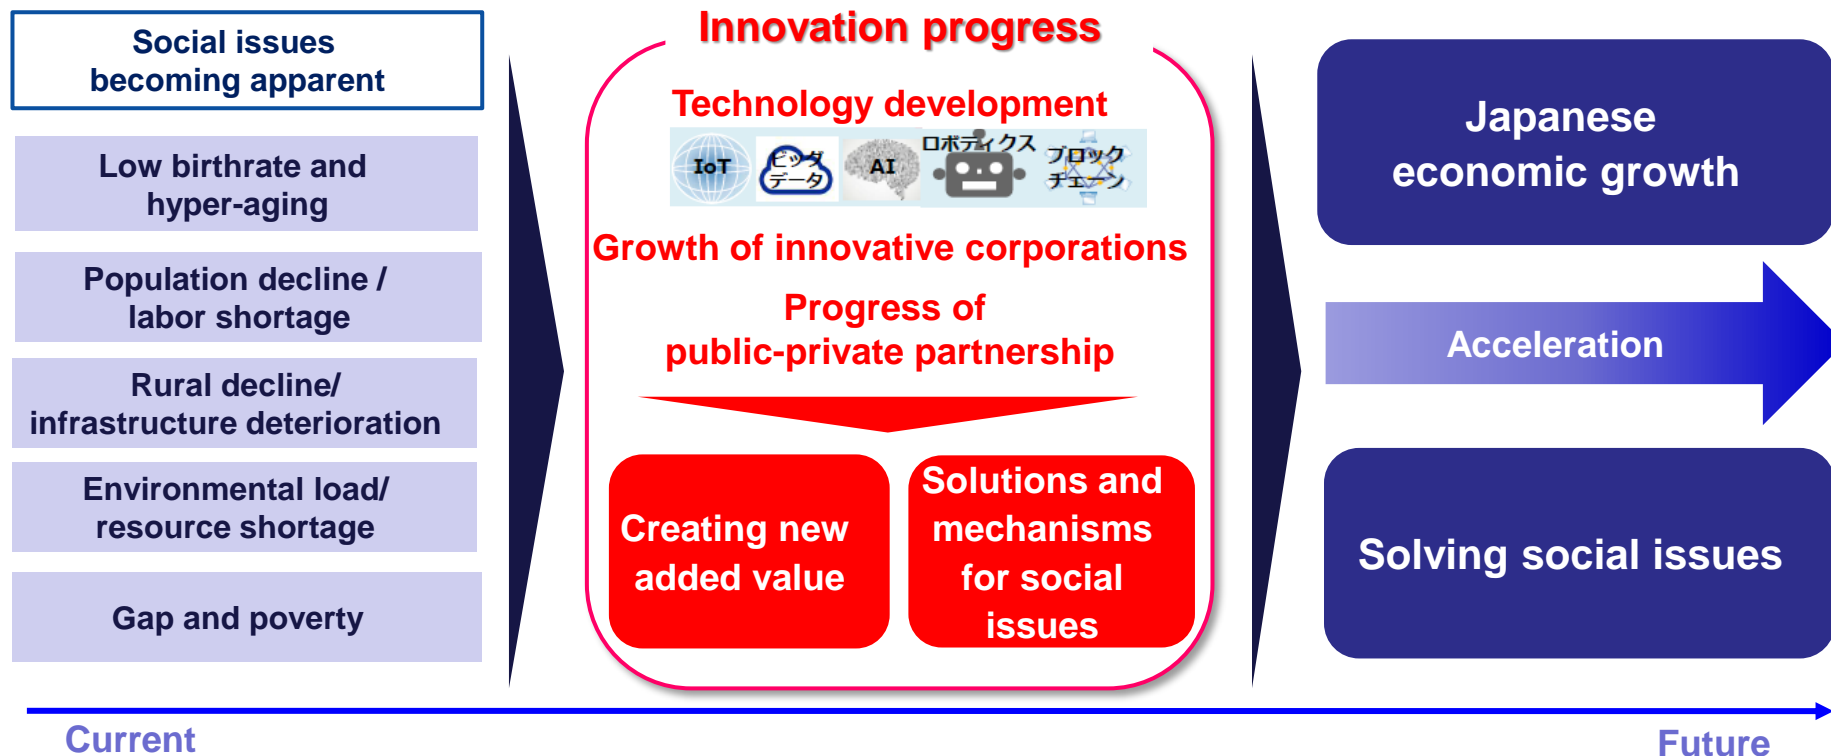 Social issues
becoming apparent
Low birthrate and
hyper-aging
Population decline /
labor shortage
Rural decline/
infrastructure deterioration
Environmental load/
resource shortage
Gap and poverty
Innovation progress
Technology development
IoT
ビッグ
データ
AI
ロボティクス
ブロック
チェーン
Growth of innovative corporations
Progress of
public-private partnership
Creating new
added value
Solutions and
mechanisms
for social
issues
Japanese
economic growth
Acceleration
Solving social issues
Current
Future